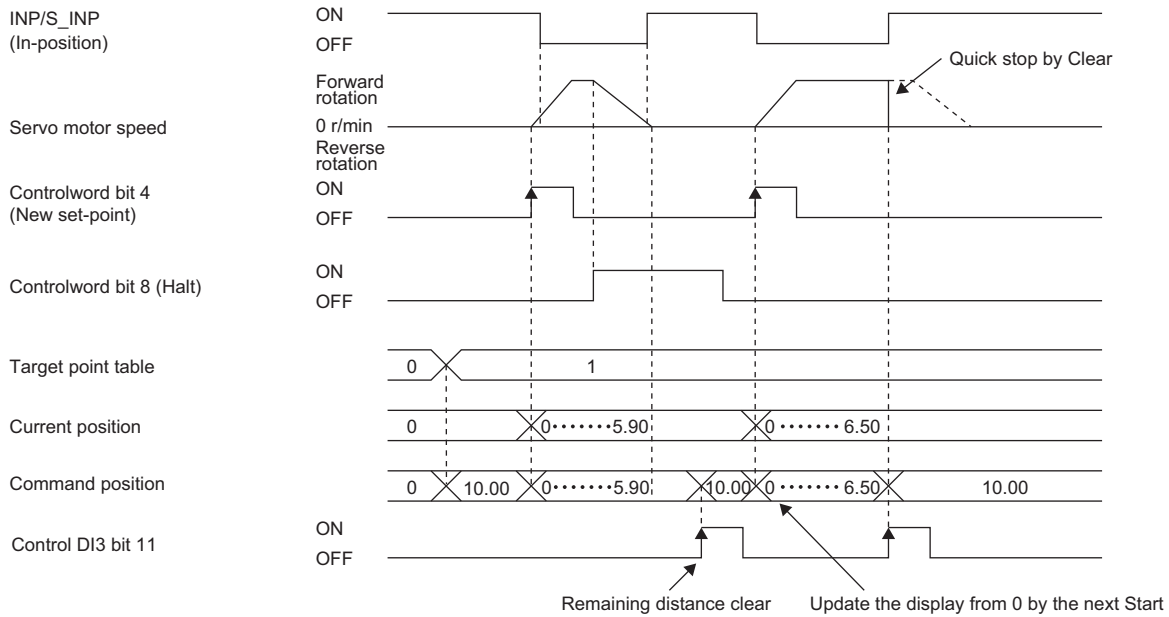 INP/S_INP
(In-position)
ON
OFF
Quick stop by Clear
Servo motor speed
Forward
rotation
0 r/min
Reverse
rotation
Controlword bit 4
(New set-point)
ON
OFF
Controlword bit 8 (Halt)
ON
OFF
Target point table
0 1
Current position
0 0·······5.90 0·······6.50
Command position
0 10.00 0·······5.90 10.00 0·······6.50 10.00
Control DI3 bit 11
ON
OFF
Remaining distance clear
Update the display from 0 by the next Start